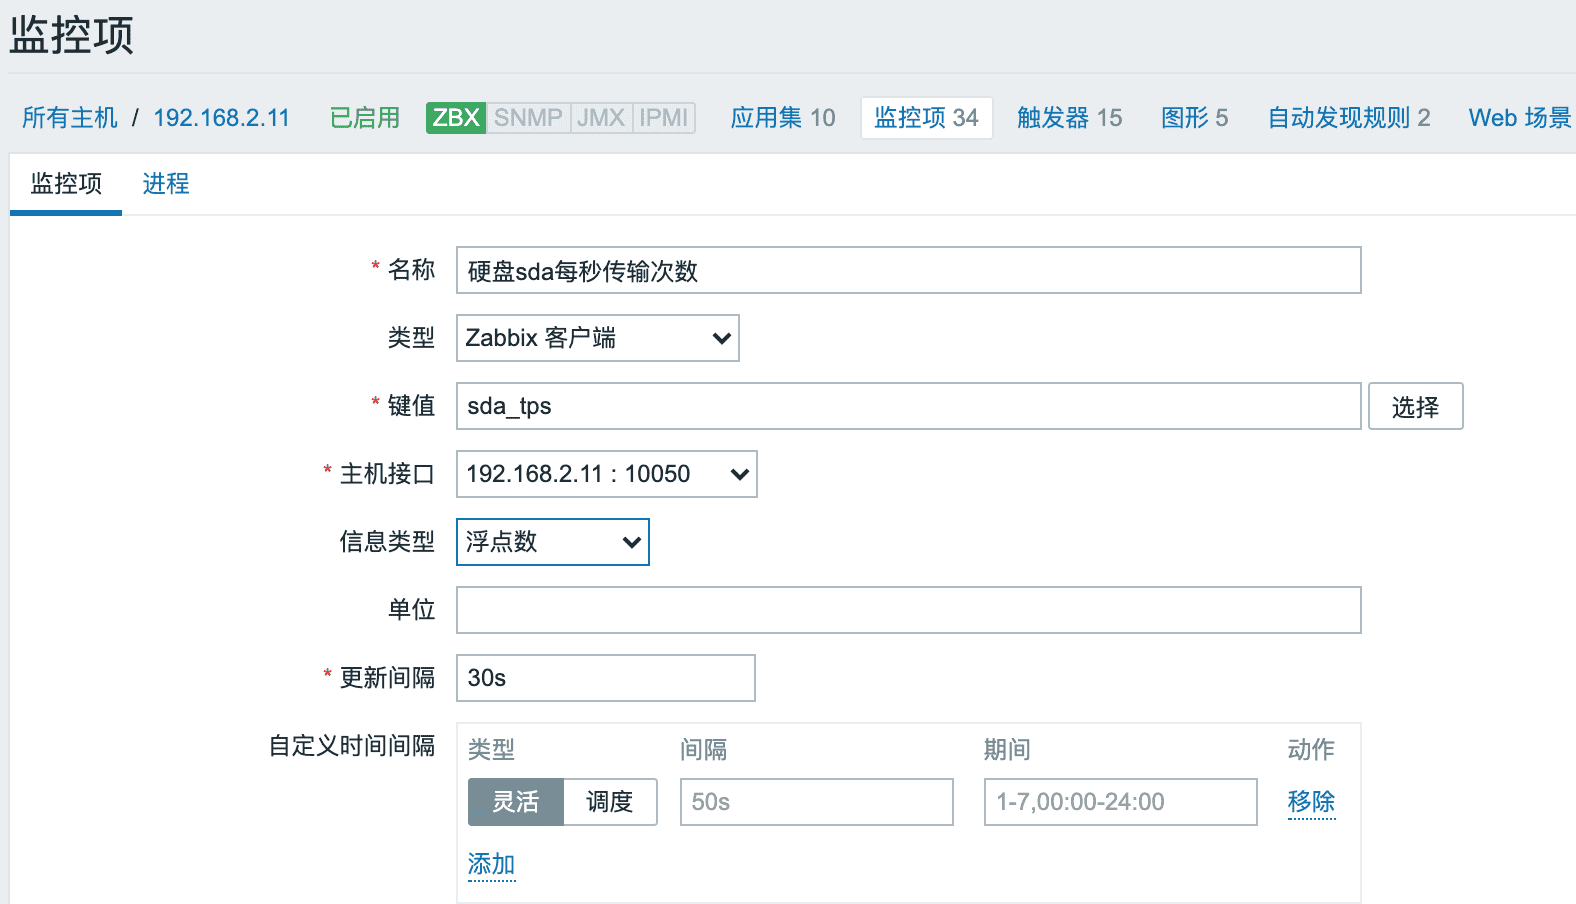 监控项
所有主机 / 192.168.2.11 已启用 ZBX SNMP JMX IPMI 应用集 10 监控项 34 触发器 15 图形 5 自动发现规则 2 Web 场景
监控项 进程
* 名称 硬盘sda每秒传输次数
类型 Zabbix 客户端
* 键值 sda_tps 选择
* 主机接口 192.168.2.11 : 10050
信息类型 浮点数
单位
* 更新间隔 30s
自定义时间间隔 类型 间隔 期间 动作
灵活 调度 50s 1-7,00:00-24:00 移除
添加